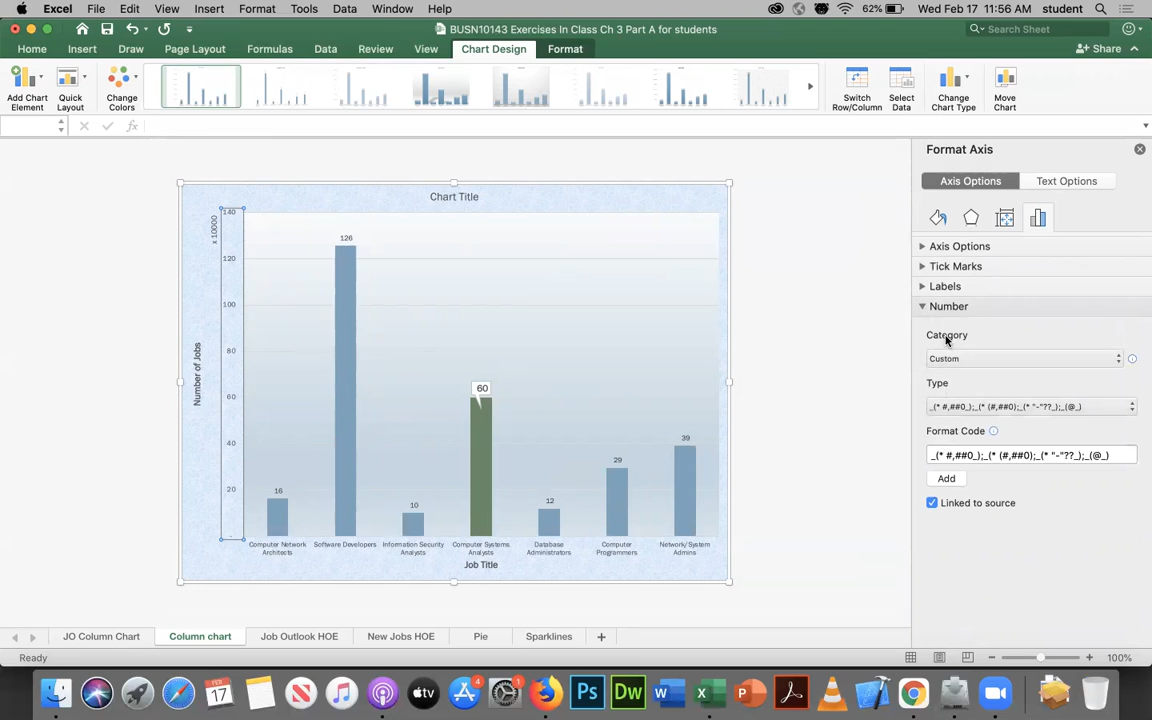 Excel File Edit View Insert Format Tools Data Window Help 62% Wed Feb 17 11:56 AM student
BUSN10143 Exercises In Class Ch 3 Part A for students
Search Sheet
Home Insert Draw Page Layout Formulas Data Review View Chart Design Format
Share
Add Chart Element
Quick Layout
Change Colors
Switch Row/Column
Select Data
Change Chart Type
Move Chart
fx
Format Axis
Axis Options Text Options
Axis Options
Tick Marks
Labels
Number
Category
Custom
Type
_(* #,##0_);_(* (#,##0);_(* "-"??_);_(@_)
Format Code
_(* #,##0_);_(* (#,##0);_(* "-"??_);_(@_)
Add
Linked to source
Chart Title
x 10000
Number of Jobs
140
120
100
80
60
40
20
-
16
126
10
60
12
29
39
Computer Network Architects
Software Developers
Information Security Analysts
Computer Systems Analysts
Database Administrators
Computer Programmers
Network/System Admins
Job Title
JO Column Chart Column chart Job Outlook HOE New Jobs HOE Pie Sparklines
Ready
100%
FEB
17
tv
4
1
Ps
Dw
W
X
P